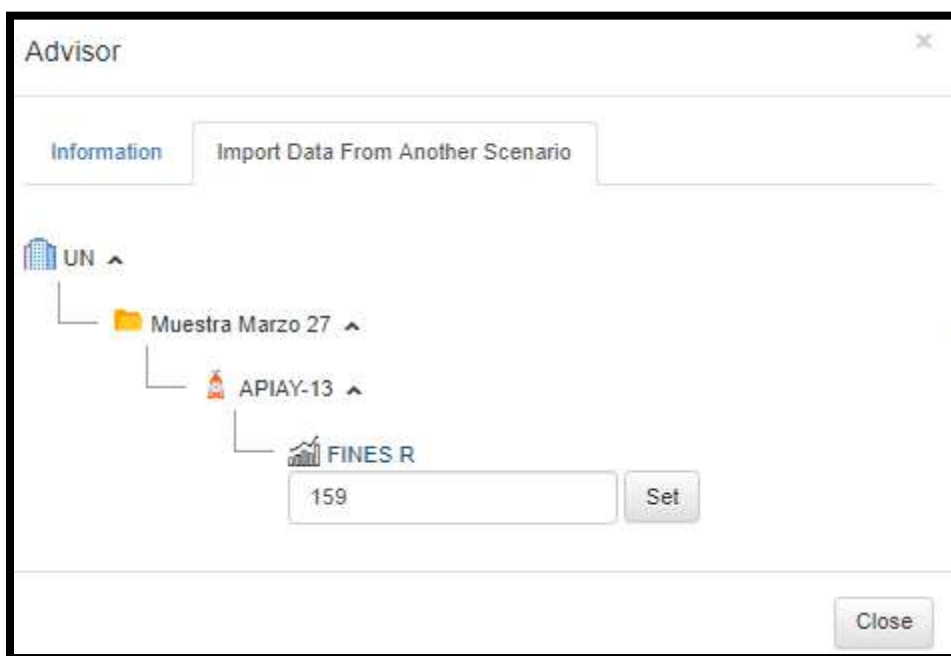 Advisor
Information Import Data From Another Scenario
UN
Muestra Marzo 27
APIAY-13
FINES R
159 Set
Close